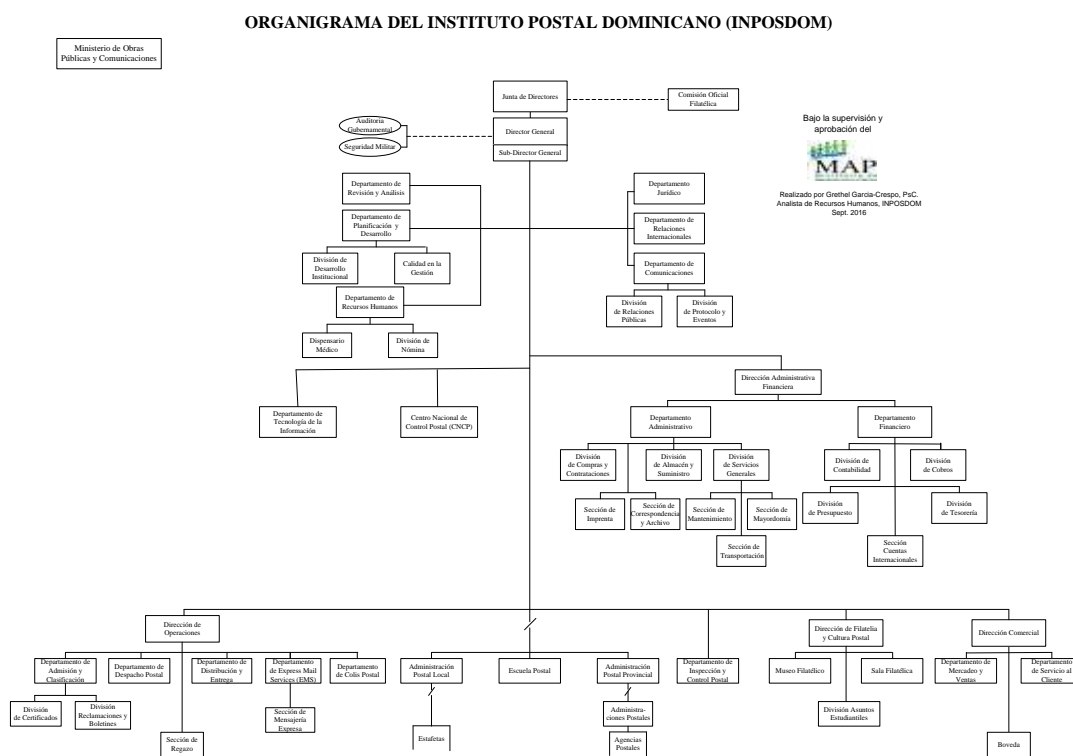 ORGANIGRAMA DEL INSTITUTO POSTAL DOMINICANO (INPOSDOM)
Ministerio de Obras
Públicas y Comunicaciones
Junta de Directores
Comisión Oficial
Filatélica
Auditoria
Gubernamental
Seguridad Militar
Director General
Sub-Director General
Bajo la supervisión y
aprobación del
MAP
Realizado por Grethel Garcia-Crespo, PsC.
Analista de Recursos Humanos, INPOSDOM
Sept. 2016
Departamento de
Revisión y Análisis
Departamento
Jurídico
Departamento de
Planificación y
Desarrollo
Departamento de
Relaciones
Internacionales
División de
Desarrollo
Institucional
Calidad en la
Gestión
Departamento de
Comunicaciones
Departamento de
Recursos Humanos
División
de Relaciones
Públicas
División
de Protocolo y
Eventos
Dispensario
Médico
División de
Nómina
Dirección Administrativa
Financiera
Departamento de
Tecnología de la
Información
Centro Nacional de
Control Postal (CNCP)
Departamento
Administrativo
Departamento
Financiero
División
de Compras y
Contrataciones
División
de Almacén y
Suministro
División
de Servicios
Generales
División de
Contabilidad
División
de Cobros
Sección de
Imprenta
Sección de
Correspondencia
y Archivo
Sección de
Mantenimiento
Sección de
Mayordomía
División
de Presupuesto
División
de Tesorería
Sección de
Transportación
Sección
Cuentas
Internacionales
Dirección de
Operaciones
Dirección de Filatelia
y Cultura Postal
Dirección Comercial
Departamento de
Admisión y
Clasificación
Departamento de
Despacho Postal
Departamento de
Distribución y
Entrega
Departamento
de Express Mail
Services (EMS)
Departamento
de Colis Postal
Administración
Postal Local
Escuela Postal
Administración
Postal Provincial
Departamento de
Inspección y
Control Postal
Museo Filatélico
Sala Filatélica
Departamento de
Mercadeo y
Ventas
Departamento
de Servicio al
Cliente
División
de Certificados
División
Reclamaciones y
Boletines
Sección de
Mensajería
Expresa
Administra-
ciones Postales
División Asuntos
Estudiantiles
Sección de
Regazo
Estafetas
Agencias
Postales
Boveda